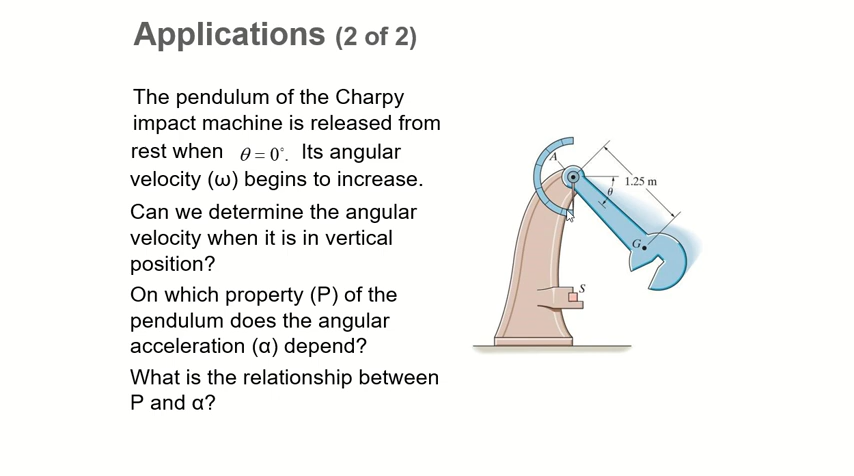 Applications (2 of 2)
The pendulum of the Charpy
impact machine is released from
rest when θ = 0°. Its angular
velocity (ω) begins to increase.
Can we determine the angular
velocity when it is in vertical
position?
On which property (P) of the
pendulum does the angular
acceleration (α) depend?
What is the relationship between
P and α?
A
1.25 m
θ
G
S